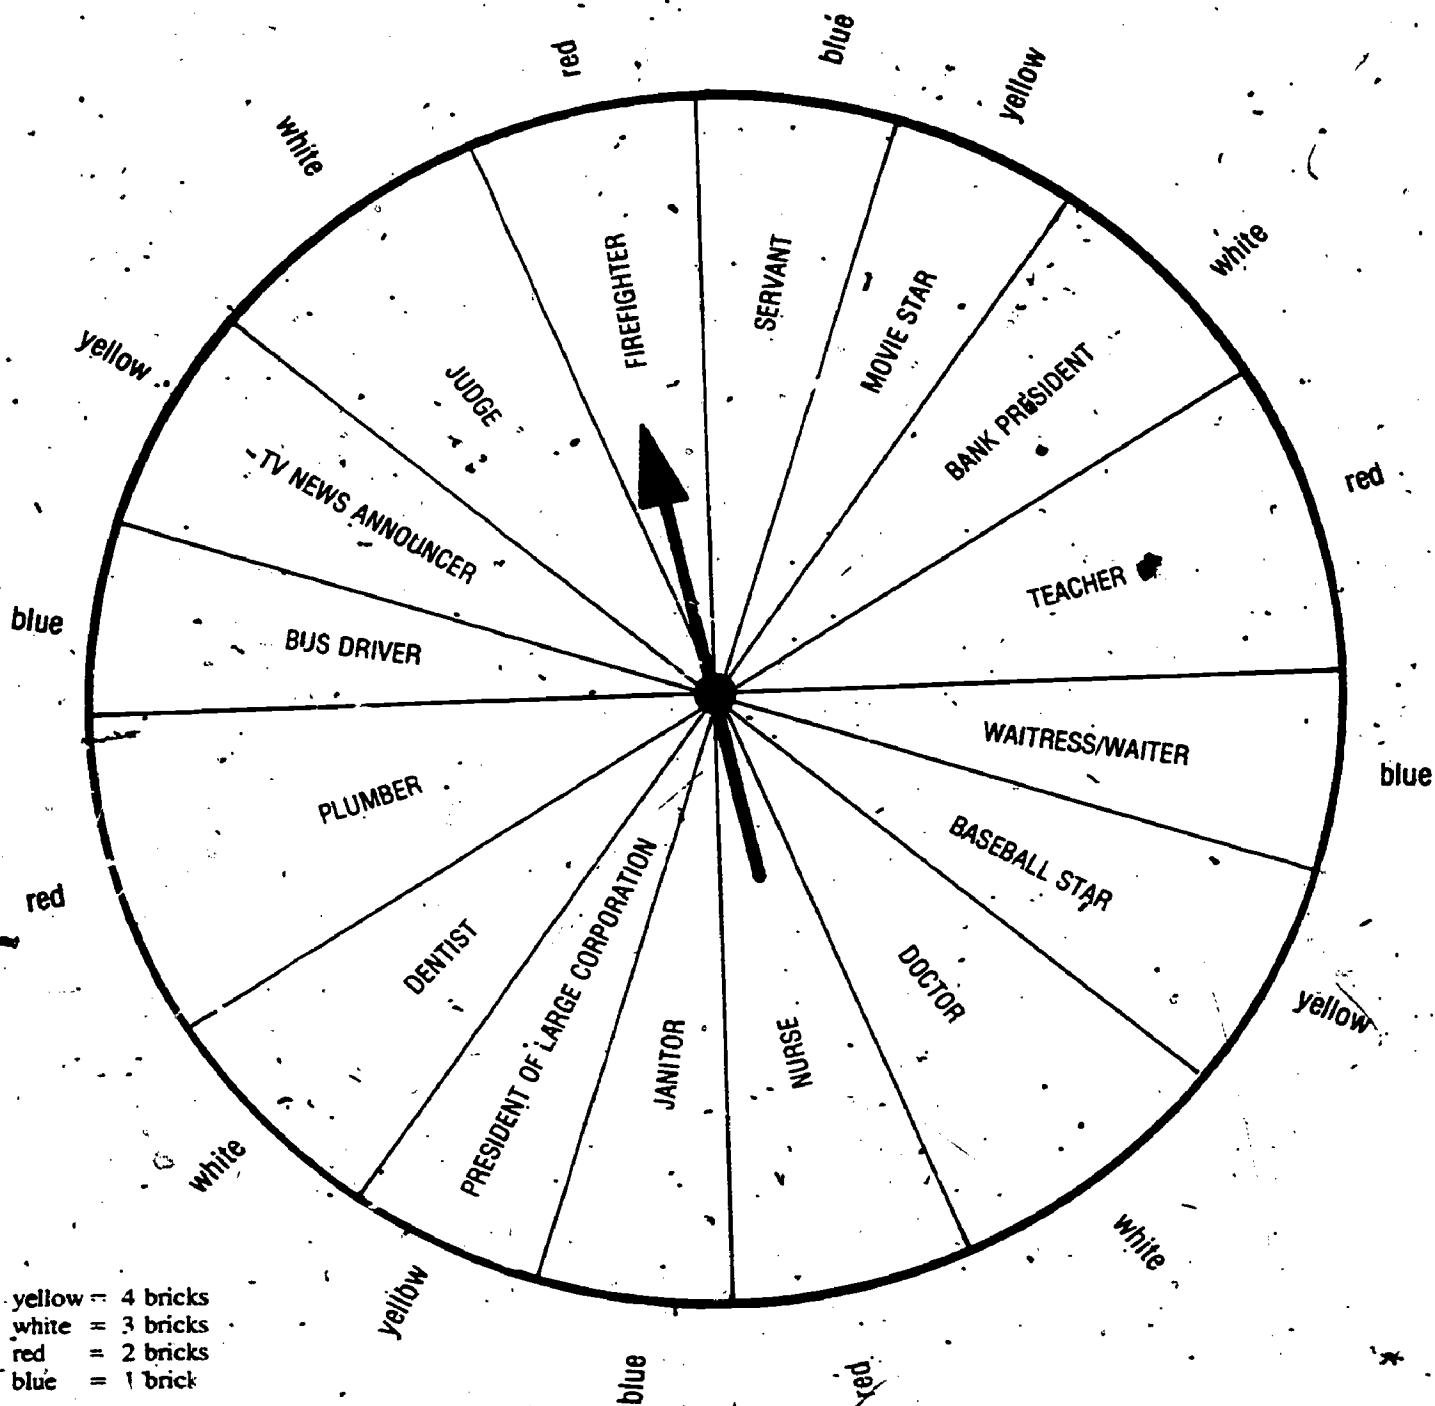 red
blue
yellow
white
white
yellow
red
blue
blue
red
yellow
white
white
yellow
blue
red
FIREFIGHTER
SERVANT
MOVIE STAR
BANK PRESIDENT
TEACHER
WAITRESS/WAITER
BASEBALL STAR
DOCTOR
NURSE
JANITOR
PRESIDENT OF LARGE CORPORATION
DENTIST
PLUMBER
BUS DRIVER
TV NEWS ANNOUNCER
JUDGE
yellow = 4 bricks
white = 3 bricks
red = 2 bricks
blue = 1 brick